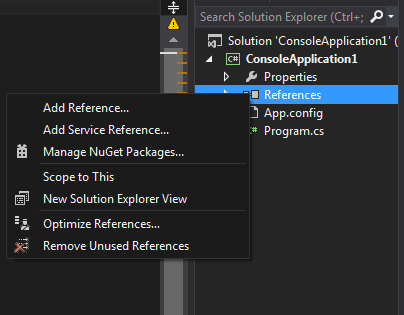 Search Solution Explorer (Ctrl+;
Solution 'ConsoleApplication1' (
C# ConsoleApplication1
Properties
References
App.config
C# Program.cs
Add Reference...
Add Service Reference...
Manage NuGet Packages...
Scope to This
New Solution Explorer View
Optimize References...
Remove Unused References